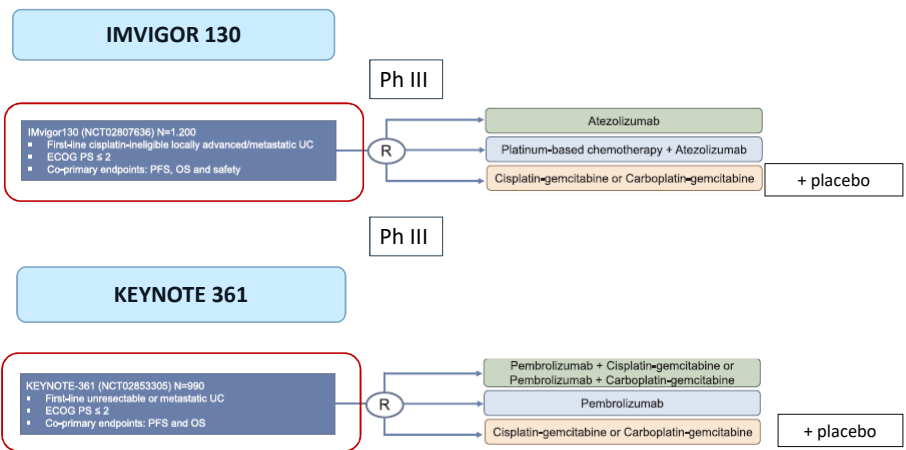 IMVIGOR 130
Ph III
IMvigor130 (NCT02807636) N=1.200
▪ First-line cisplatin-ineligible locally advanced/metastatic UC
▪ ECOG PS ≤ 2
▪ Co-primary endpoints: PFS, OS and safety
R
Atezolizumab
Platinum-based chemotherapy + Atezolizumab
Cisplatin-gemcitabine or Carboplatin-gemcitabine
+ placebo
Ph III
KEYNOTE 361
KEYNOTE-361 (NCT02853305) N=990
▪ First-line unresectable or metastatic UC
▪ ECOG PS ≤ 2
▪ Co-primary endpoints: PFS and OS
R
Pembrolizumab + Cisplatin-gemcitabine or
Pembrolizumab + Carboplatin-gemcitabine
Pembrolizumab
Cisplatin-gemcitabine or Carboplatin-gemcitabine
+ placebo